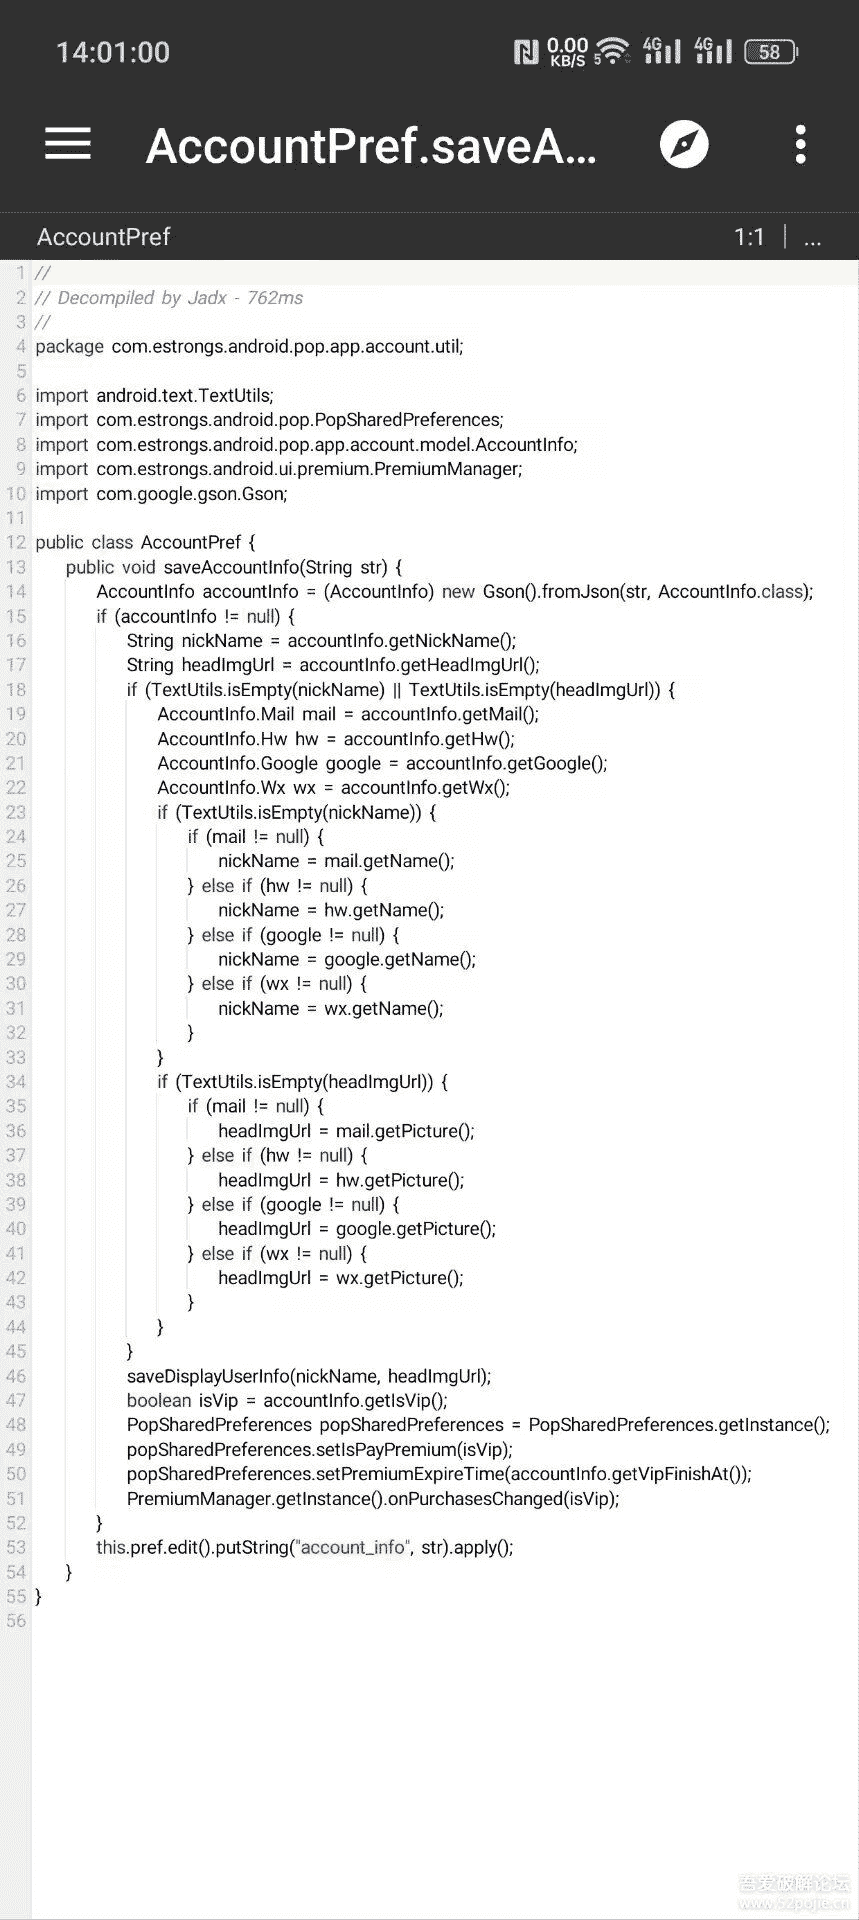 14:01:00
0.00 KB/S 5 4G 4G 58
AccountPref.saveA...
AccountPref 1:1 | ...
1 //
2 // Decompiled by Jadx - 762ms
3 //
4 package com.estrongs.android.pop.app.account.util;
5
6 import android.text.TextUtils;
7 import com.estrongs.android.pop.PopSharedPreferences;
8 import com.estrongs.android.pop.app.account.model.AccountInfo;
9 import com.estrongs.android.ui.premium.PremiumManager;
10 import com.google.gson.Gson;
11
12 public class AccountPref {
13 public void saveAccountInfo(String str) {
14 AccountInfo accountInfo = (AccountInfo) new Gson().fromJson(str, AccountInfo.class);
15 if (accountInfo != null) {
16 String nickName = accountInfo.getNickName();
17 String headImgUrl = accountInfo.getHeadImgUrl();
18 if (TextUtils.isEmpty(nickName) || TextUtils.isEmpty(headImgUrl)) {
19 AccountInfo.Mail mail = accountInfo.getMail();
20 AccountInfo.Hw hw = accountInfo.getHw();
21 AccountInfo.Google google = accountInfo.getGoogle();
22 AccountInfo.Wx wx = accountInfo.getWx();
23 if (TextUtils.isEmpty(nickName)) {
24 if (mail != null) {
25 nickName = mail.getName();
26 } else if (hw != null) {
27 nickName = hw.getName();
28 } else if (google != null) {
29 nickName = google.getName();
30 } else if (wx != null) {
31 nickName = wx.getName();
32 }
33 }
34 if (TextUtils.isEmpty(headImgUrl)) {
35 if (mail != null) {
36 headImgUrl = mail.getPicture();
37 } else if (hw != null) {
38 headImgUrl = hw.getPicture();
39 } else if (google != null) {
40 headImgUrl = google.getPicture();
41 } else if (wx != null) {
42 headImgUrl = wx.getPicture();
43 }
44 }
45 }
46 saveDisplayUserInfo(nickName, headImgUrl);
47 boolean isVip = accountInfo.getIsVip();
48 PopSharedPreferences popSharedPreferences = PopSharedPreferences.getInstance();
49 popSharedPreferences.setIsPayPremium(isVip);
50 popSharedPreferences.setPremiumExpireTime(accountInfo.getVipFinishAt());
51 PremiumManager.getInstance().onPurchasesChanged(isVip);
52 }
53 this.pref.edit().putString("account_info", str).apply();
54 }
55 }
56
吾爱破解论坛
www.52pojie.cn